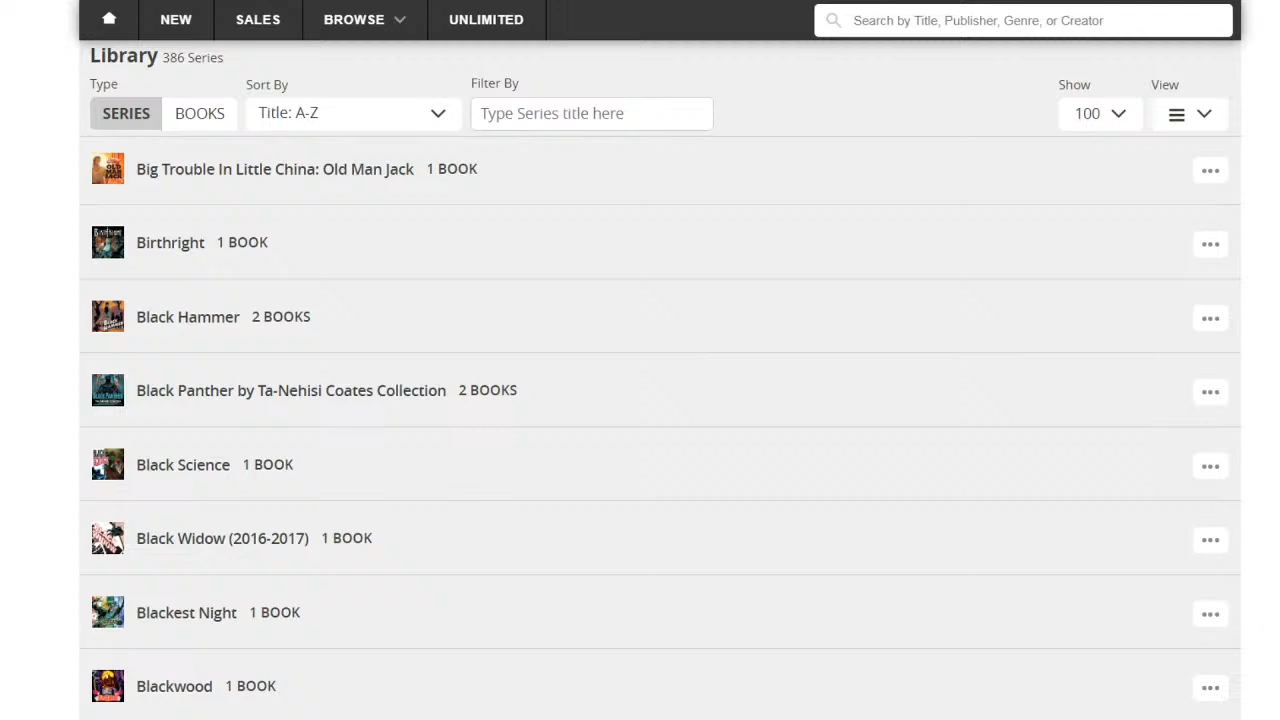 NEW SALES BROWSE UNLIMITED Search by Title, Publisher, Genre, or Creator
Library 386 Series
Type Sort By Filter By Show View
SERIES BOOKS Title: A-Z Type Series title here 100
Big Trouble In Little China: Old Man Jack 1 BOOK
Birthright 1 BOOK
Black Hammer 2 BOOKS
Black Panther by Ta-Nehisi Coates Collection 2 BOOKS
Black Science 1 BOOK
Black Widow (2016-2017) 1 BOOK
Blackest Night 1 BOOK
Blackwood 1 BOOK